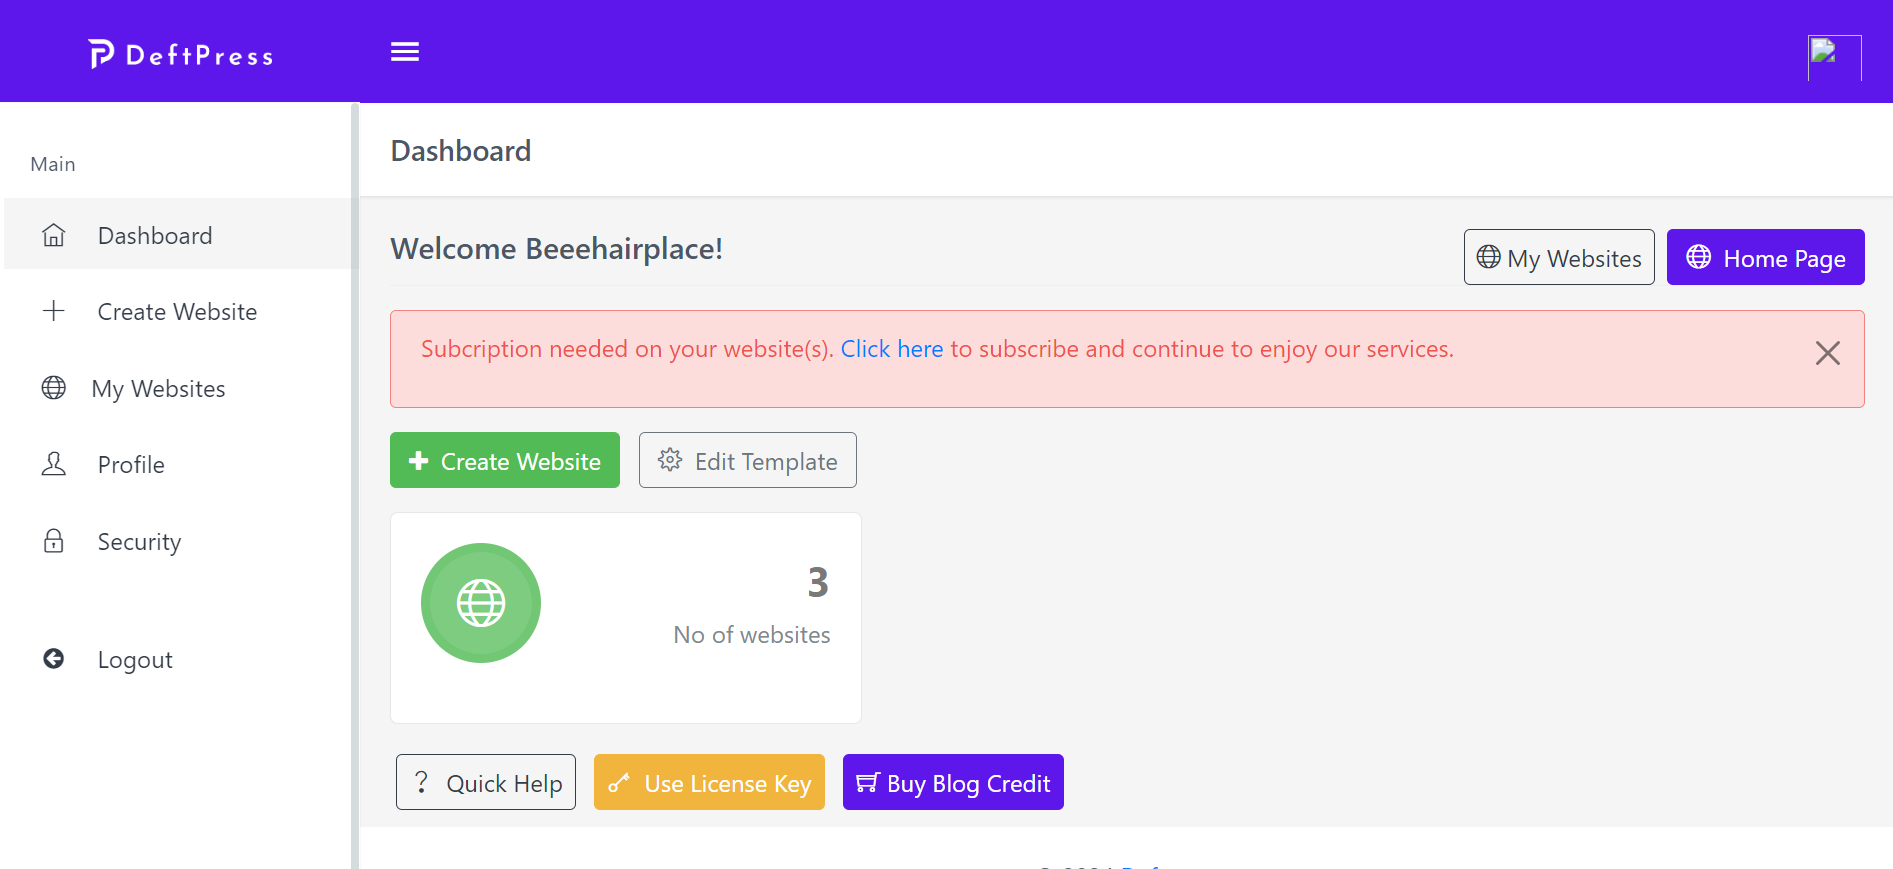 DeftPress
Main
Dashboard
Create Website
My Websites
Profile
Security
Logout
Dashboard
Welcome Beeehairplace!
My Websites
Home Page
Subcription needed on your website(s). Click here to subscribe and continue to enjoy our services.
Create Website
Edit Template
3
No of websites
? Quick Help
Use License Key
Buy Blog Credit